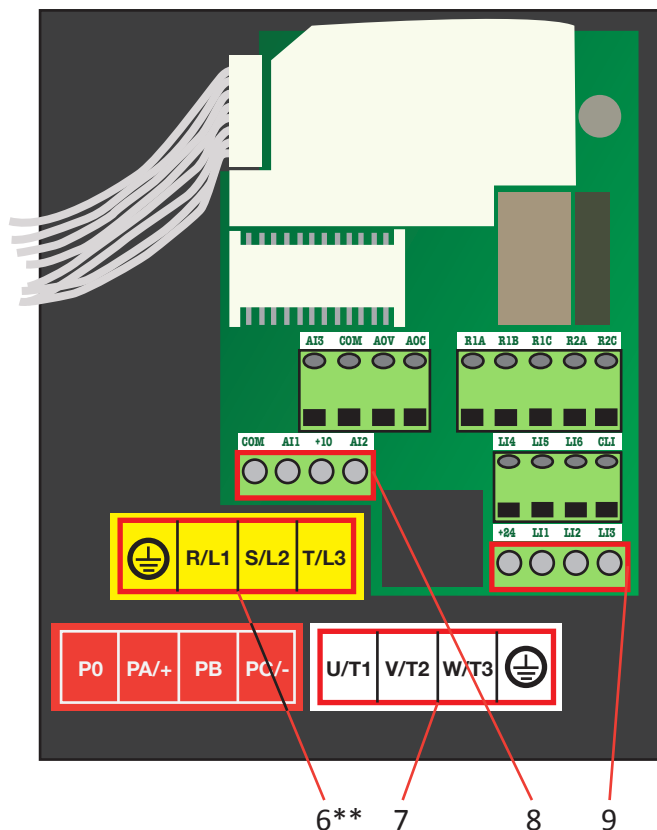 AI3 COM AOV AOC
R1A R1B R1C R2A R2C
COM AI1 +10 AI2
LI4 LI5 LI6 CLI
+24 LI1 LI2 LI3
R/L1 S/L2 T/L3
P0 PA/+ PB PC/-
U/T1 V/T2 W/T3
6** 7 8 9